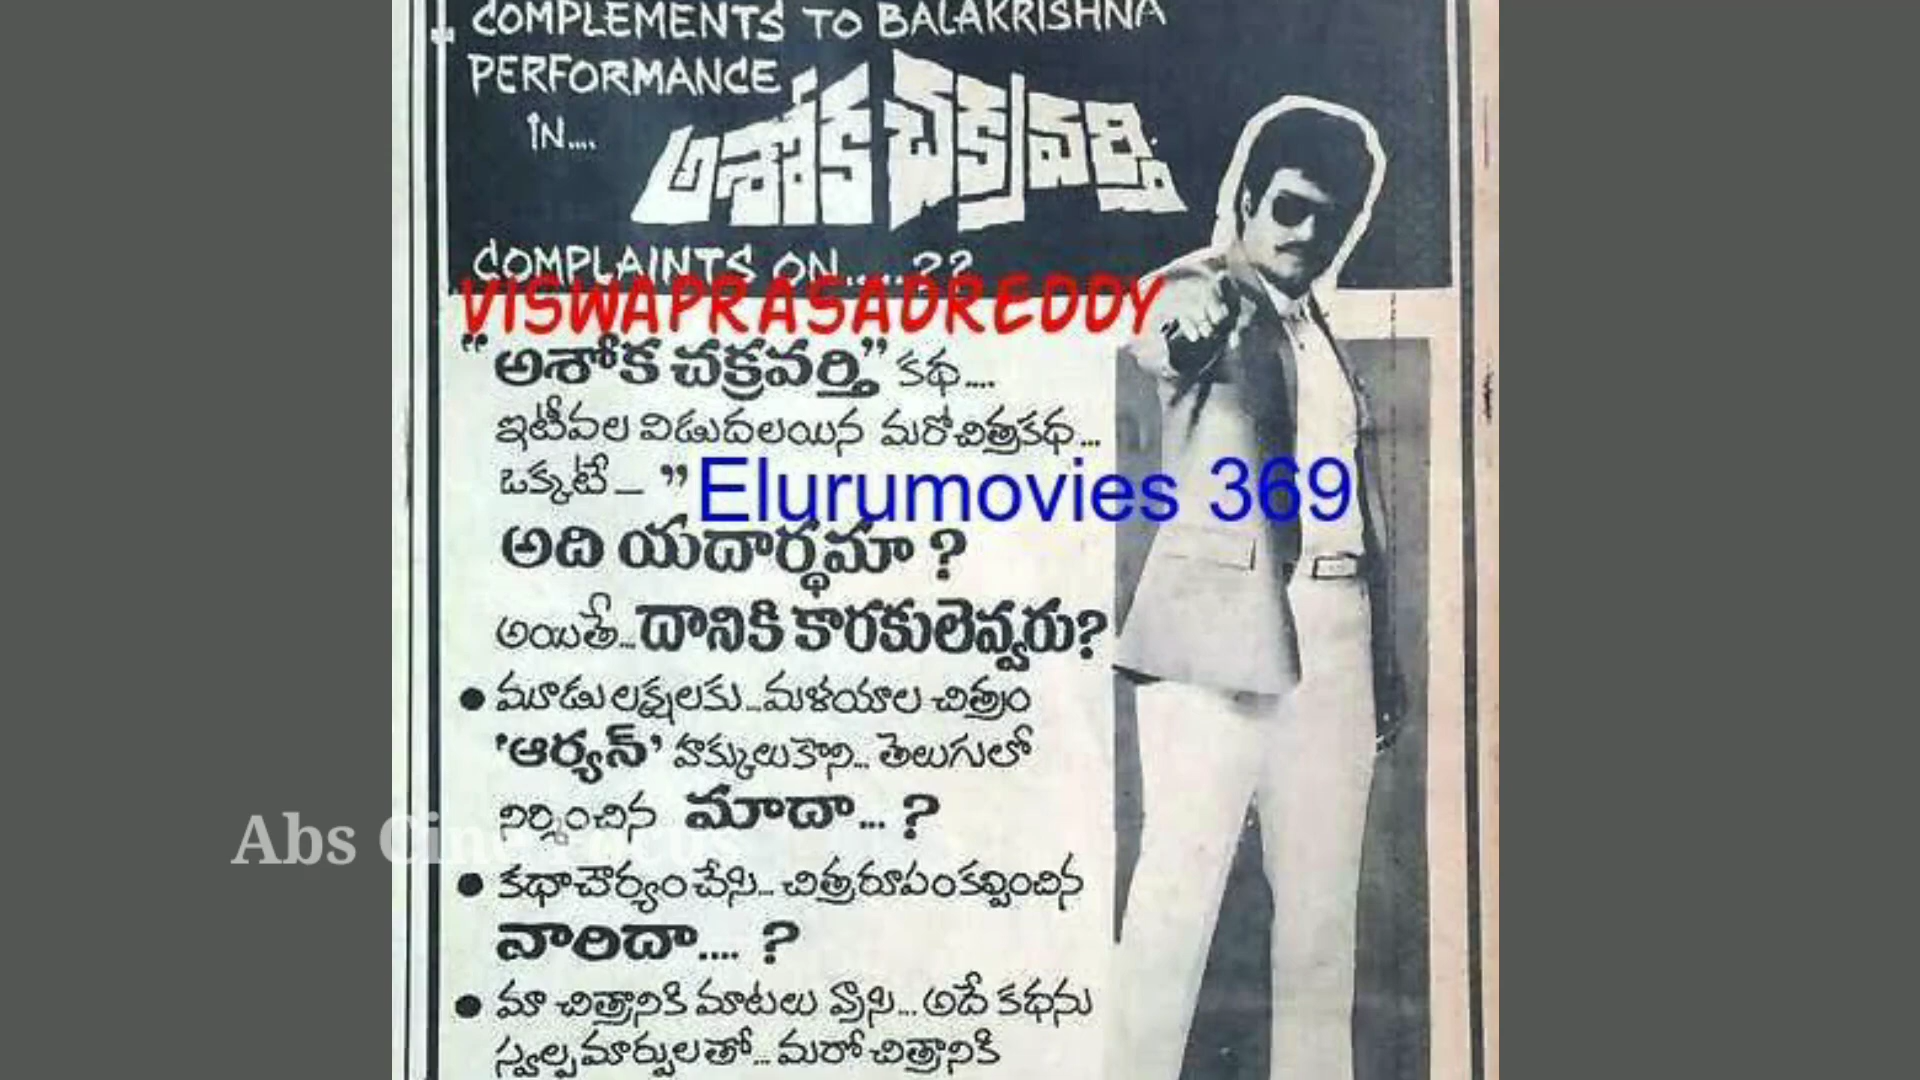 COMPLEMENTS TO BALAKRISHNA
PERFORMANCE
IN....
అశోక చక్రవర్తి
COMPLAINTS ON.....??
VISWAPRASADREDDY
"అశోక చక్రవర్తి" కథ....
ఇటీవల విడుదలయిన మరోచిత్రకథ...
ఒక్కటే_ "
Elurumovies 369
అది యదార్థమా ?
అయితే... దానికి కారకులెవ్వరు?
● మూడు లక్షలకు... మళయాల చిత్రం
'ఆర్యన్' హక్కులుకొని... తెలుగులో
నిర్మించిన మాదా... ?
Abs Cine Focus
● కథాచౌర్యంచేసి... చిత్రరూపంకల్పించిన
వారిదా.... ?
● మా చిత్రానికి మాటలు వ్రాసి... అదే కథను
స్వల్పమార్పులతో... మరో చిత్రానికి